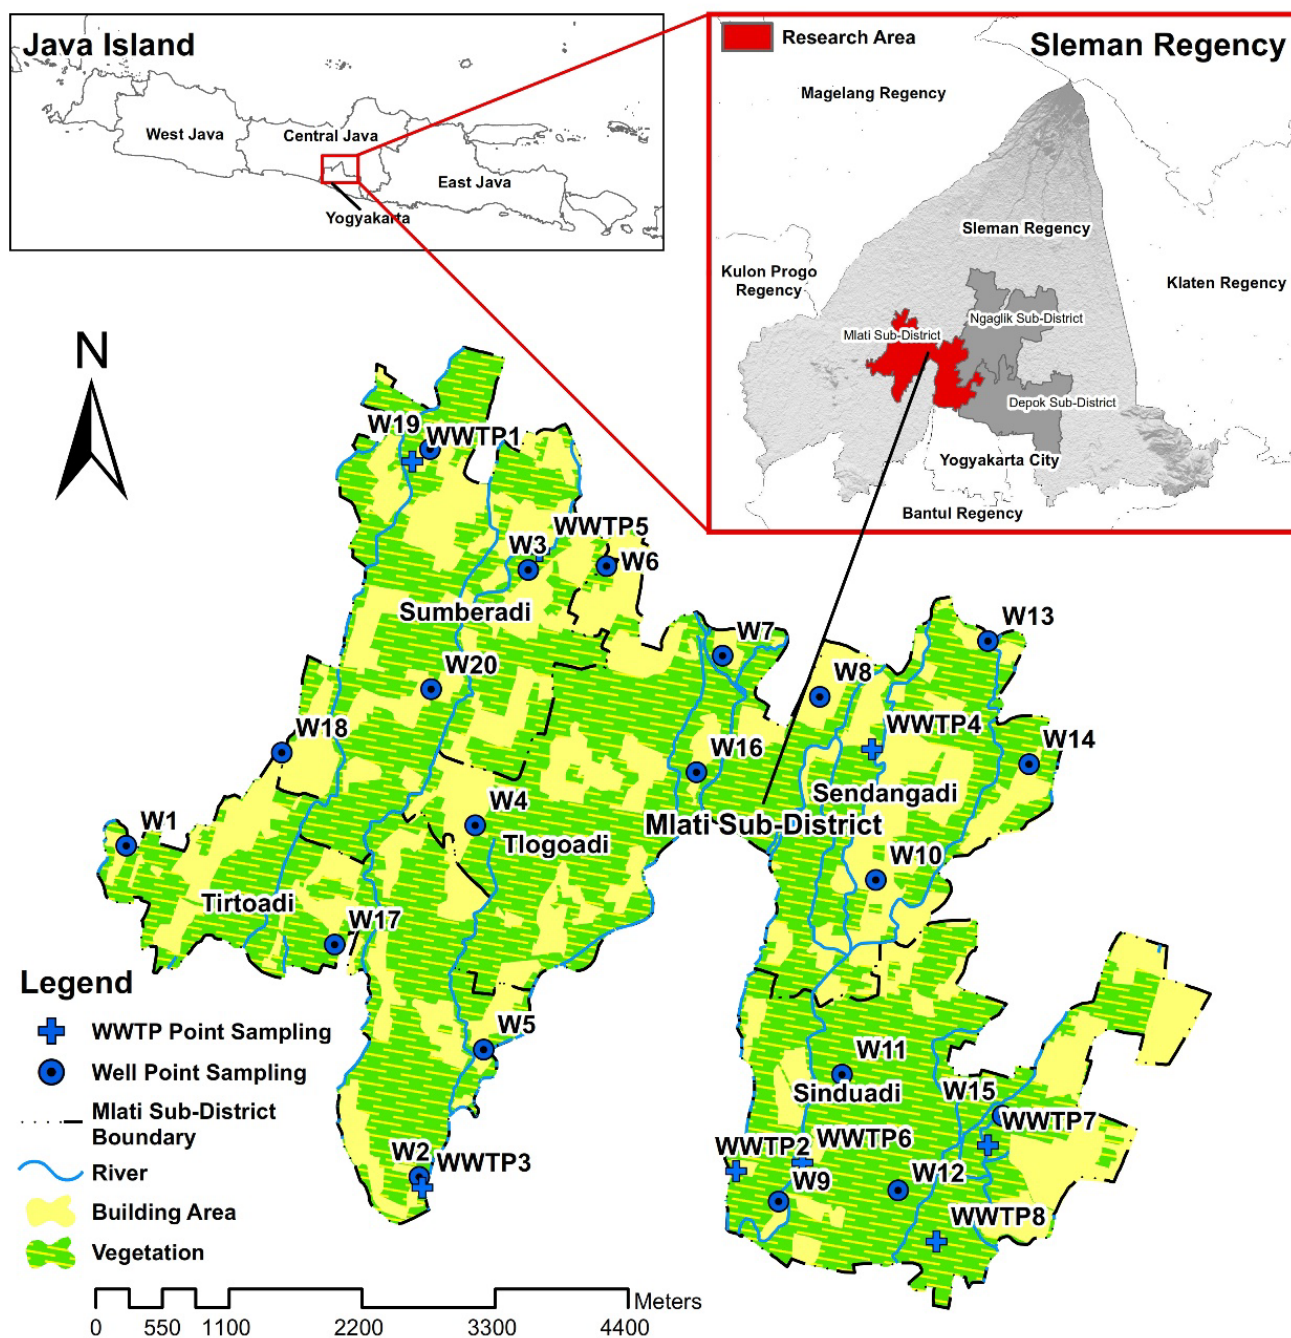 Java Island
West Java
Central Java
East Java
Yogyakarta
Research Area
Sleman Regency
Magelang Regency
Sleman Regency
Kulon Progo
Regency
Klaten Regency
Ngaglik Sub-District
Mlati Sub-District
Depok Sub-District
Yogyakarta City
Bantul Regency
N
W19
WWTP1
WWTP5
W3
W6
Sumberadi
W7
W13
W20
W8
W18
WWTP4
W14
W16
Sendangadi
W1
W4
Mlati Sub-District
Tlogoadi
W10
Tirtoadi
W17
W5
W11
Sinduadi
W15
WWTP7
W2
WWTP3
WWTP2
WWTP6
W9
W12
WWTP8
Legend
WWTP Point Sampling
Well Point Sampling
Mlati Sub-District
Boundary
River
Building Area
Vegetation
Meters
0 550 1100 2200 3300 4400